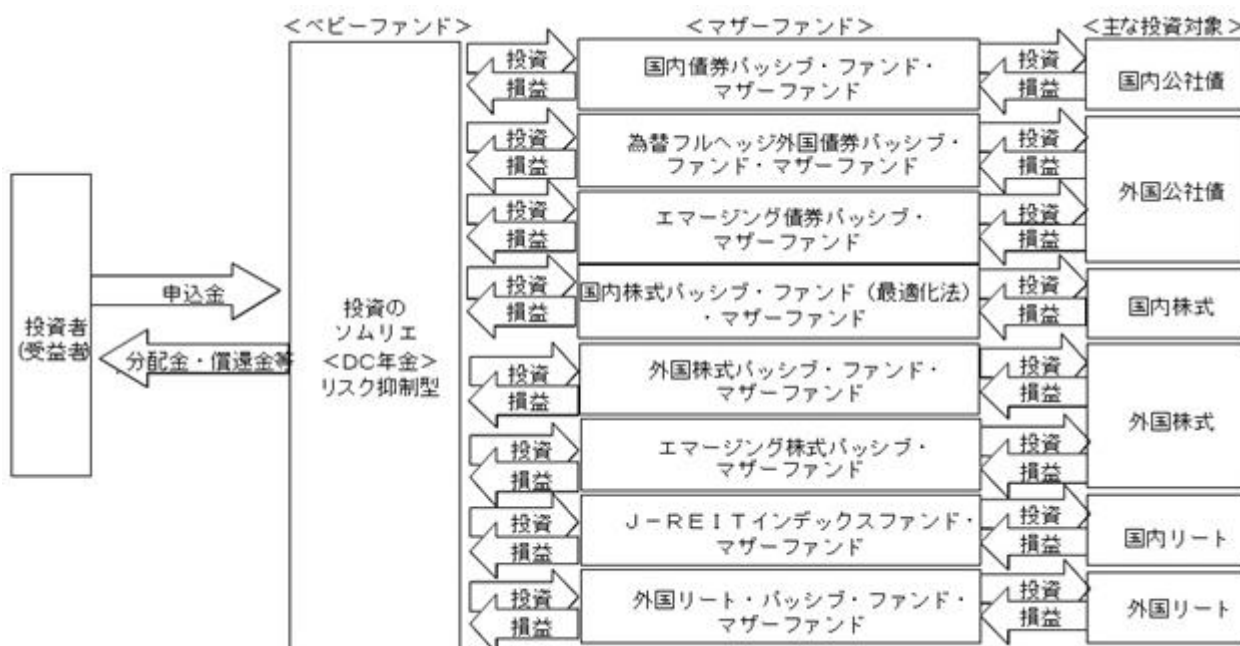 ＜ベビーファンド＞
＜マザーファンド＞
＜主な投資対象＞
投資者
(受益者)
申込金
分配金・償還金等
投資の
ソムリエ
＜DC年金＞
リスク抑制型
投資
損益
国内債券パッシブ・ファンド・
マザーファンド
投資
損益
国内公社債
投資
損益
為替フルヘッジ外国債券パッシブ・
ファンド・マザーファンド
投資
損益
外国公社債
投資
損益
エマージング債券パッシブ・
マザーファンド
投資
損益
投資
損益
国内株式パッシブ・ファンド（最適化法）
・マザーファンド
投資
損益
国内株式
投資
損益
外国株式パッシブ・ファンド・
マザーファンド
投資
損益
外国株式
投資
損益
エマージング株式パッシブ・
マザーファンド
投資
損益
投資
損益
Ｊ－ＲＥＩＴインデックスファンド・
マザーファンド
投資
損益
国内リート
投資
損益
外国リート・パッシブ・ファンド・
マザーファンド
投資
損益
外国リート